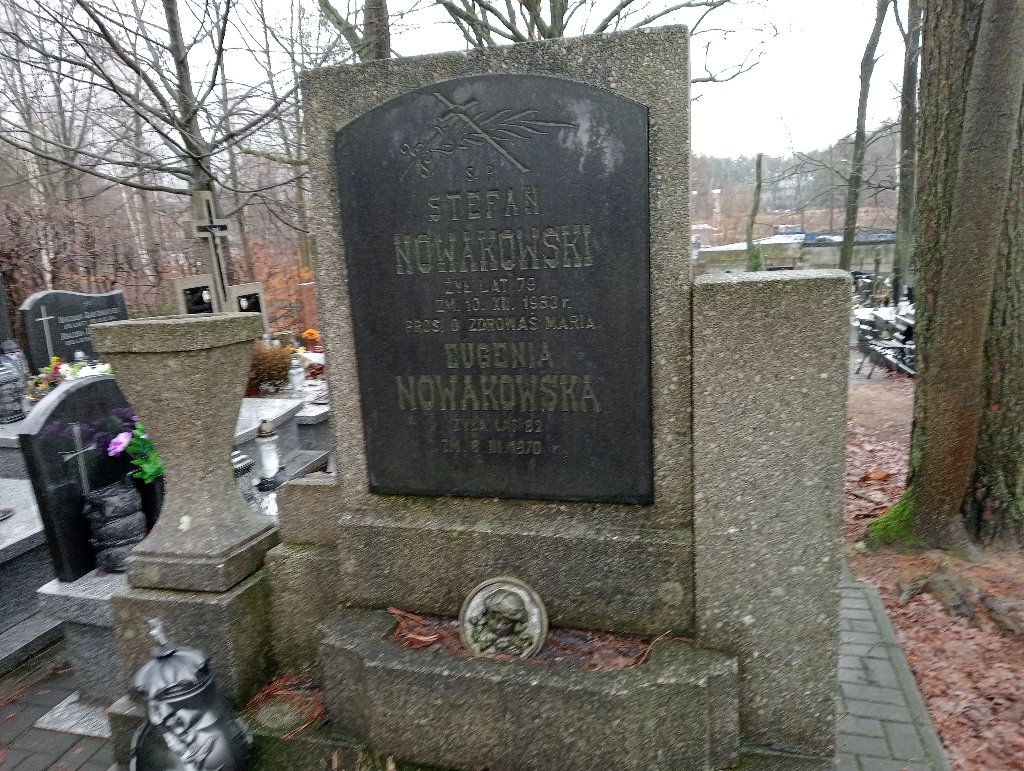 Ś. P.
STEFAN
NOWAKOWSKI
ŻYŁ LAT 79
ZM. 10. XII. 1953 r.
PROS. O ZDROWAŚ MARIA
EUGENIA
NOWAKOWSKA
ŻYŁA LAT 82
ZM. 8. III. 1970 r.